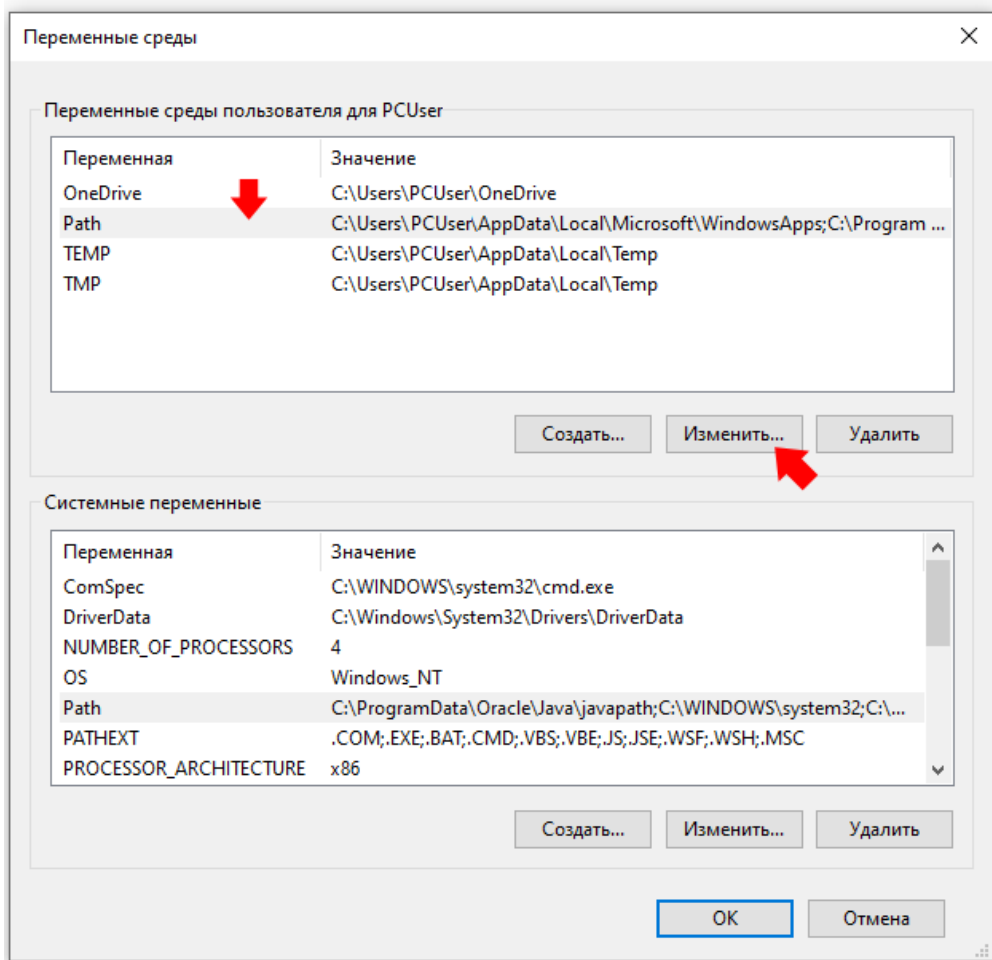 Переменные среды
Переменные среды пользователя для PCUser
Переменная Значение
OneDrive C:\Users\PCUser\OneDrive
Path C:\Users\PCUser\AppData\Local\Microsoft\WindowsApps;C:\Program ...
TEMP C:\Users\PCUser\AppData\Local\Temp
TMP C:\Users\PCUser\AppData\Local\Temp
Создать... Изменить... Удалить
Системные переменные
Переменная Значение
ComSpec C:\WINDOWS\system32\cmd.exe
DriverData C:\Windows\System32\Drivers\DriverData
NUMBER_OF_PROCESSORS 4
OS Windows_NT
Path C:\ProgramData\Oracle\Java\javapath;C:\WINDOWS\system32;C:\...
PATHEXT .COM;.EXE;.BAT;.CMD;.VBS;.VBE;.JS;.JSE;.WSF;.WSH;.MSC
PROCESSOR_ARCHITECTURE x86
Создать... Изменить... Удалить
OK Отмена